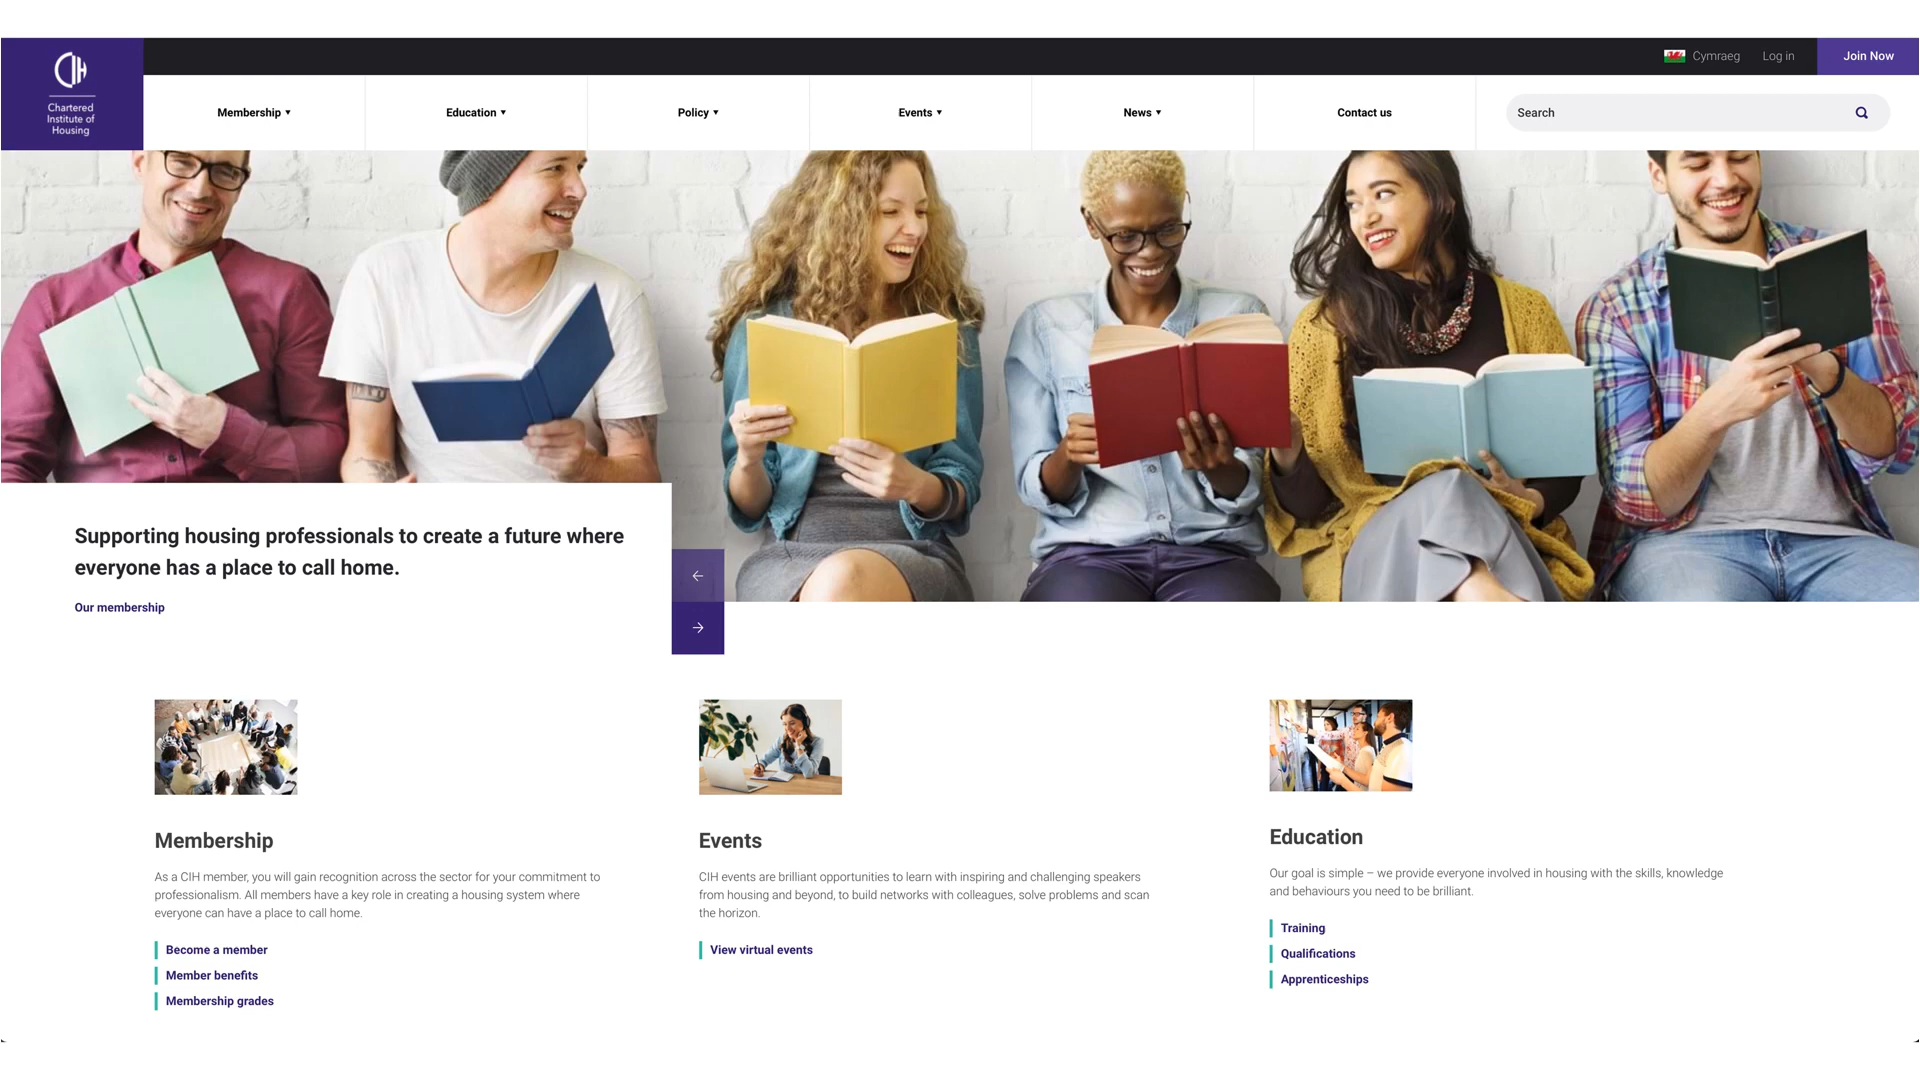 Cymraeg
Log in
Join Now
Chartered
Institute of
Housing
Membership
Education
Policy
Events
News
Contact us
Search
Supporting housing professionals to create a future where
everyone has a place to call home.
Our membership
Membership
As a CIH member, you will gain recognition across the sector for your commitment to
professionalism. All members have a key role in creating a housing system where
everyone can have a place to call home.
Become a member
Member benefits
Membership grades
Events
CIH events are brilliant opportunities to learn with inspiring and challenging speakers
from housing and beyond, to build networks with colleagues, solve problems and scan
the horizon.
View virtual events
Education
Our goal is simple – we provide everyone involved in housing with the skills, knowledge
and behaviours you need to be brilliant.
Training
Qualifications
Apprenticeships